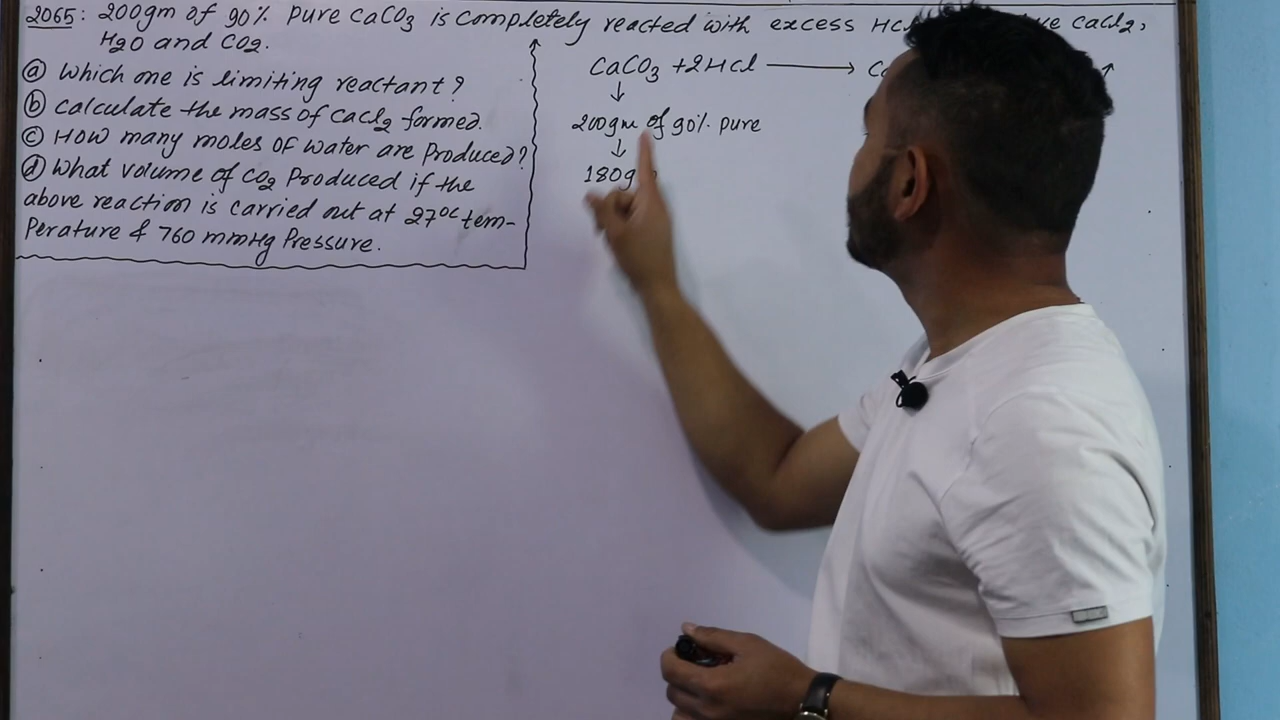 2065: 200gm of 90% pure CaCO3 is completely reacted with excess HCl CaCl2,
H2O and CO2.
ⓐ Which one is limiting reactant?
ⓑ Calculate the mass of CaCl2 formed.
ⓒ How many moles of water are Produced?
ⓓ What volume of CO2 Produced if the
above reaction is carried out at 27°C tem-
Perature & 760 mmHg Pressure.
CaCO3 + 2HCl → 
↓
200gm of 90% pure
↓
180g